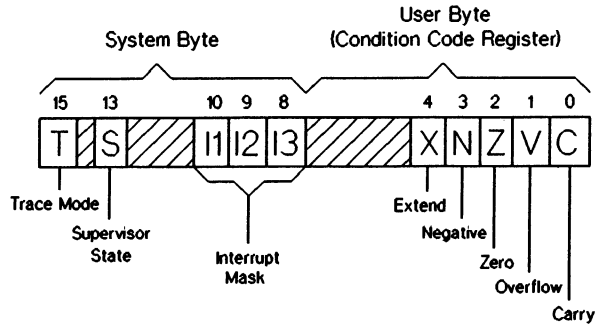 User Byte
System Byte (Condition Code Register)
15 13 10 9 8 4 3 2 1 0
T S I1 I2 I3 X N Z V C
Trace Mode
Supervisor
State
Interrupt
Mask
Extend
Negative
Zero
Overflow
Carry